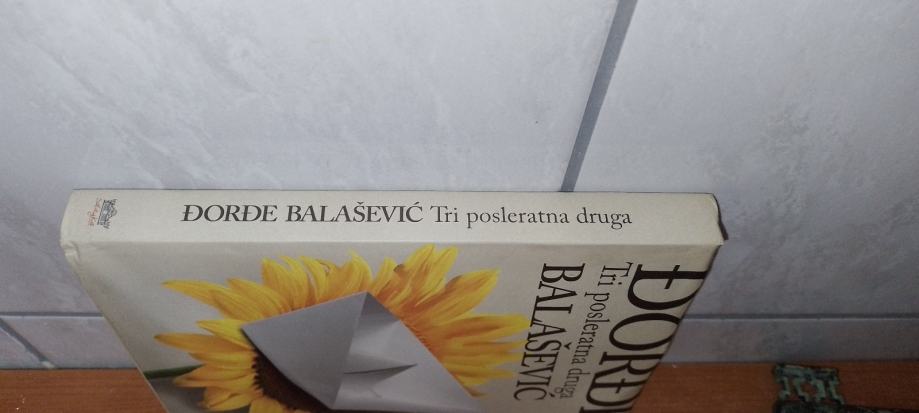 ĐORĐE BALAŠEVIĆ Tri posleratna druga
ĐORĐE
Tri posleratna druga
BALAŠEVIĆ